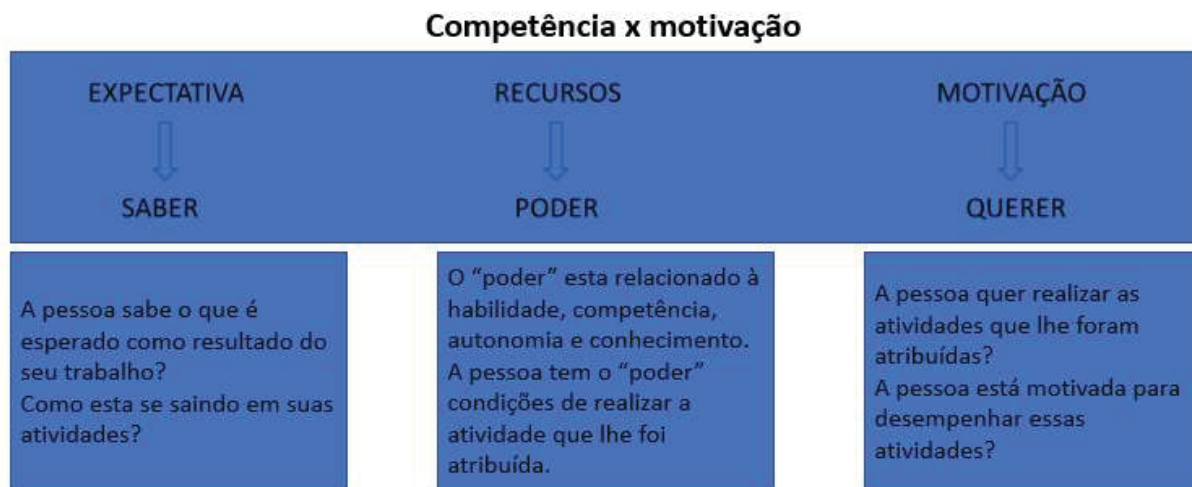 Competência x motivação
EXPECTATIVA
RECURSOS
MOTIVAÇÃO
SABER
PODER
QUERER
A pessoa sabe o que é
esperado como resultado do
seu trabalho?
Como esta se saindo em suas
atividades?
O “poder” esta relacionado à
habilidade, competência,
autonomia e conhecimento.
A pessoa tem o “poder”
condições de realizar a
atividade que lhe foi
atribuída.
A pessoa quer realizar as
atividades que lhe foram
atribuídas?
A pessoa está motivada para
desempenhar essas
atividades?